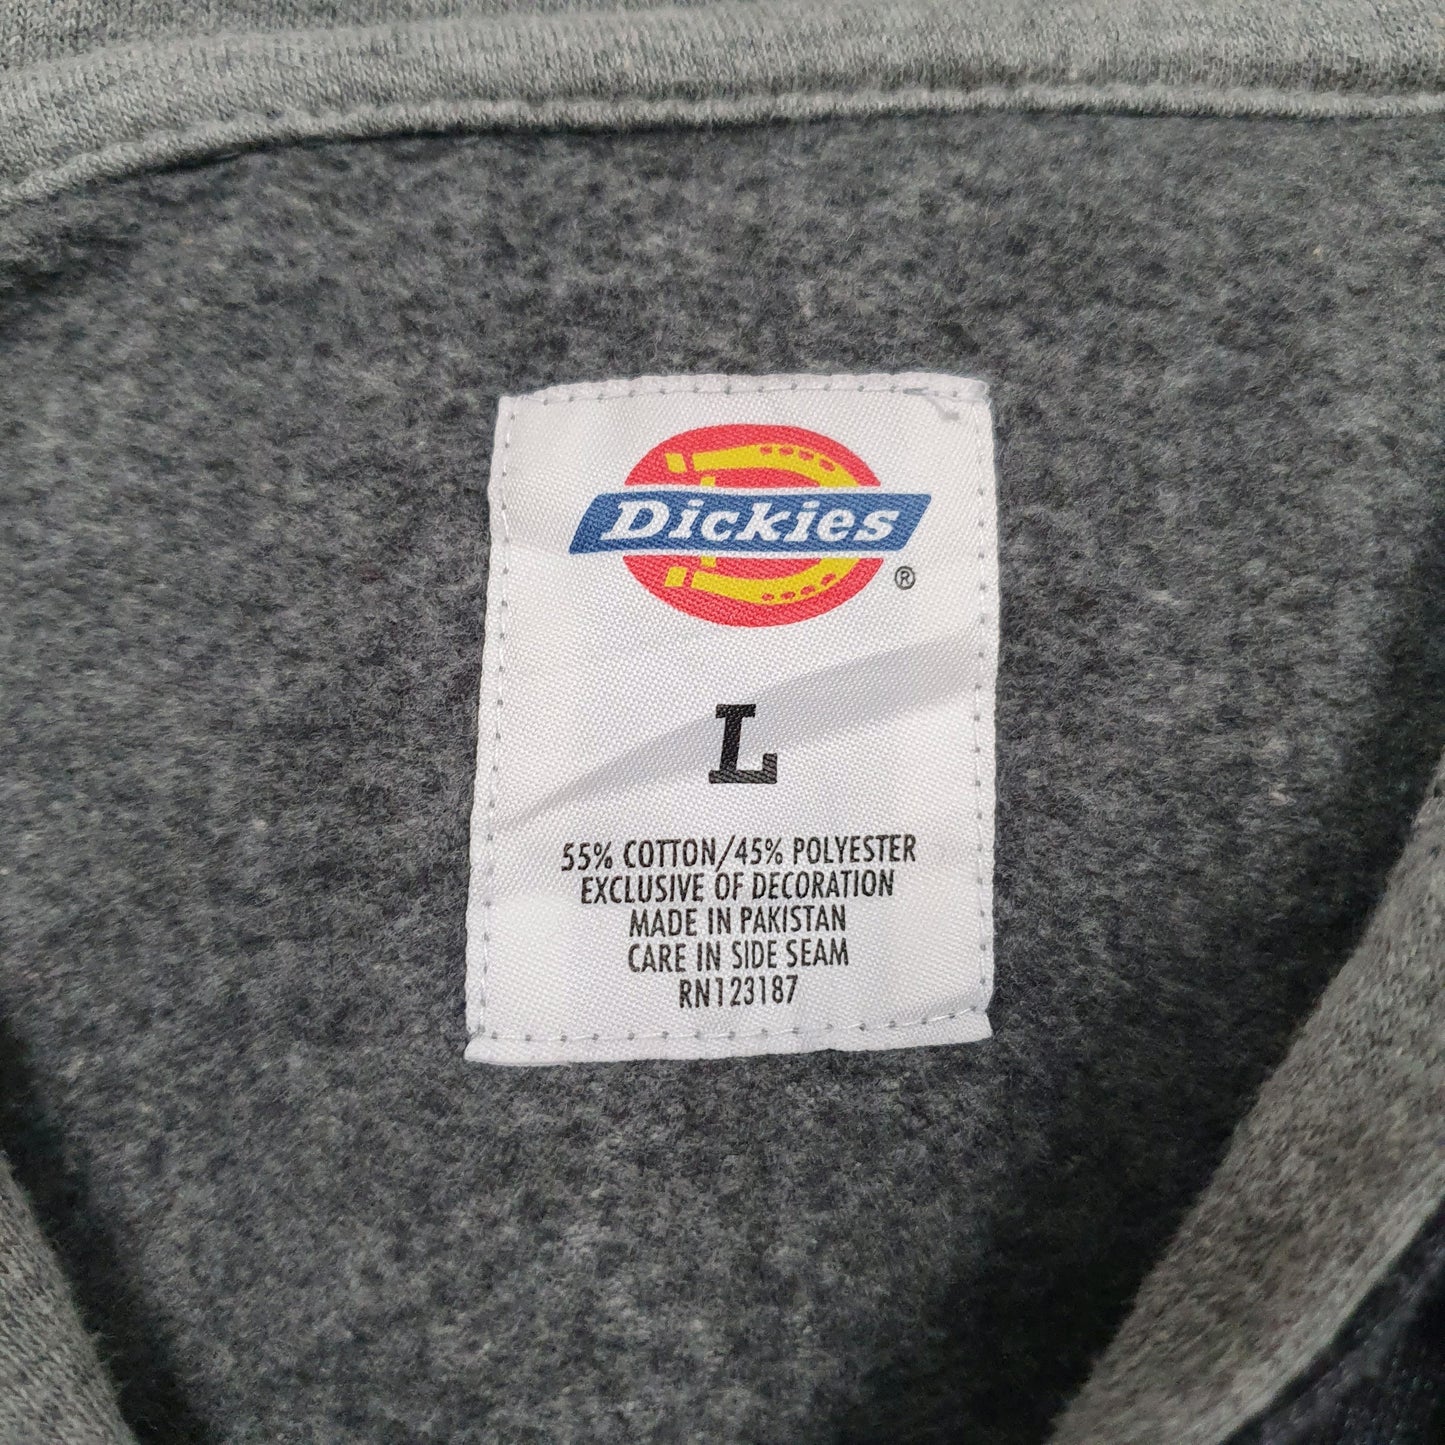 Dickies
®
L
55% COTTON/45% POLYESTER
EXCLUSIVE OF DECORATION
MADE IN PAKISTAN
CARE IN SIDE SEAM
RN123187